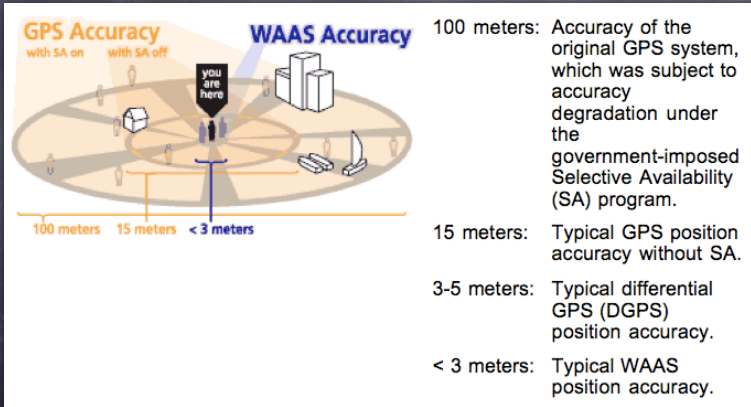 GPS Accuracy
with SA on with SA off
WAAS Accuracy
you
are
here
100 meters 15 meters < 3 meters
100 meters: Accuracy of the
original GPS system,
which was subject to
accuracy
degradation under
the
government-imposed
Selective Availability
(SA) program.
15 meters: Typical GPS position
accuracy without SA.
3-5 meters: Typical differential
GPS (DGPS)
position accuracy.
< 3 meters: Typical WAAS
position accuracy.